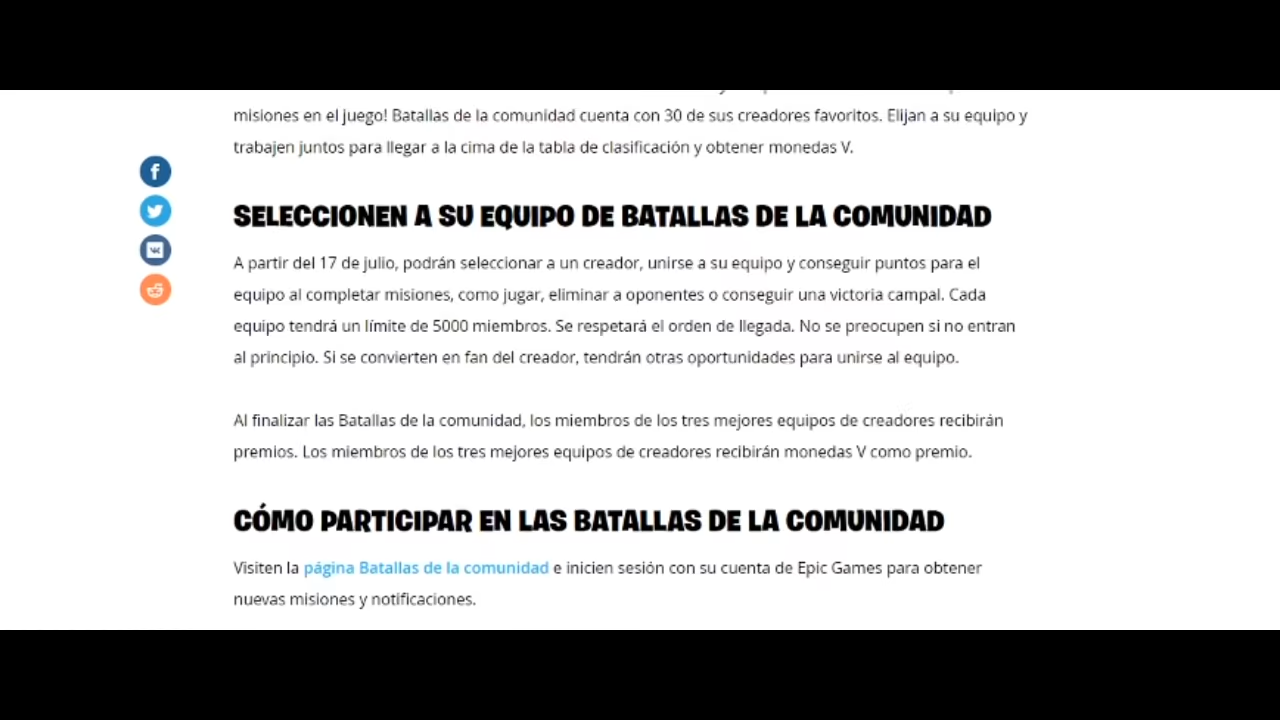 misiones en el juego! Batallas de la comunidad cuenta con 30 de sus creadores favoritos. Elijan a su equipo y
trabajen juntos para llegar a la cima de la tabla de clasificación y obtener monedas V.
SELECCIONEN A SU EQUIPO DE BATALLAS DE LA COMUNIDAD
A partir del 17 de julio, podrán seleccionar a un creador, unirse a su equipo y conseguir puntos para el
equipo al completar misiones, como jugar, eliminar a oponentes o conseguir una victoria campal. Cada
equipo tendrá un límite de 5000 miembros. Se respetará el orden de llegada. No se preocupen si no entran
al principio. Si se convierten en fan del creador, tendrán otras oportunidades para unirse al equipo.
Al finalizar las Batallas de la comunidad, los miembros de los tres mejores equipos de creadores recibirán
premios. Los miembros de los tres mejores equipos de creadores recibirán monedas V como premio.
CÓMO PARTICIPAR EN LAS BATALLAS DE LA COMUNIDAD
Visiten la página Batallas de la comunidad e inicien sesión con su cuenta de Epic Games para obtener
nuevas misiones y notificaciones.